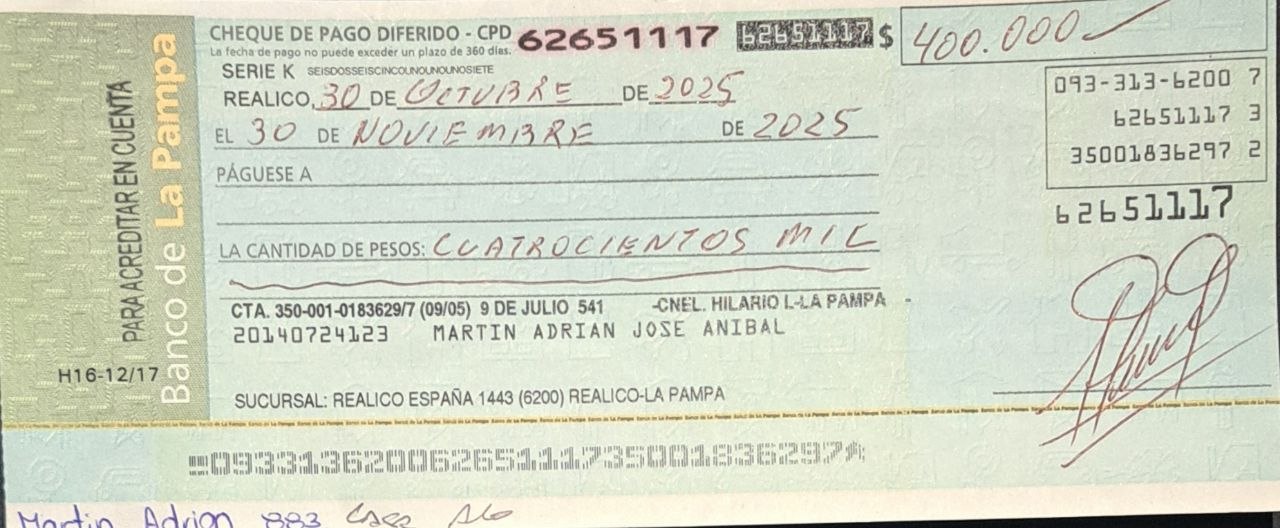 CHEQUE DE PAGO DIFERIDO - CPD 62651117 62651117 $ 400.000
La fecha de pago no puede exceder un plazo de 360 días.
SERIE K SEISDOSSEISCINCOUNOUNOUNOSIETE
REALICO, 30 DE OCTUBRE DE 2025
EL 30 DE NOVIEMBRE DE 2025
PÁGUESE A
LA CANTIDAD DE PESOS: CUATROCIENTOS MIL
CTA. 350-001-0183629/7 (09/05) 9 DE JULIO 541 -CNEL. HILARIO L-LA PAMPA -
20140724123 MARTIN ADRIAN JOSE ANIBAL
SUCURSAL: REALICO ESPAÑA 1443 (6200) REALICO-LA PAMPA
093-313-6200 7
62651117 3
35001836297 2
62651117
PARA ACREDITAR EN CUENTA
Banco de La Pampa
H16-12/17
09331362006265111735001836297
Martin Adrian 883